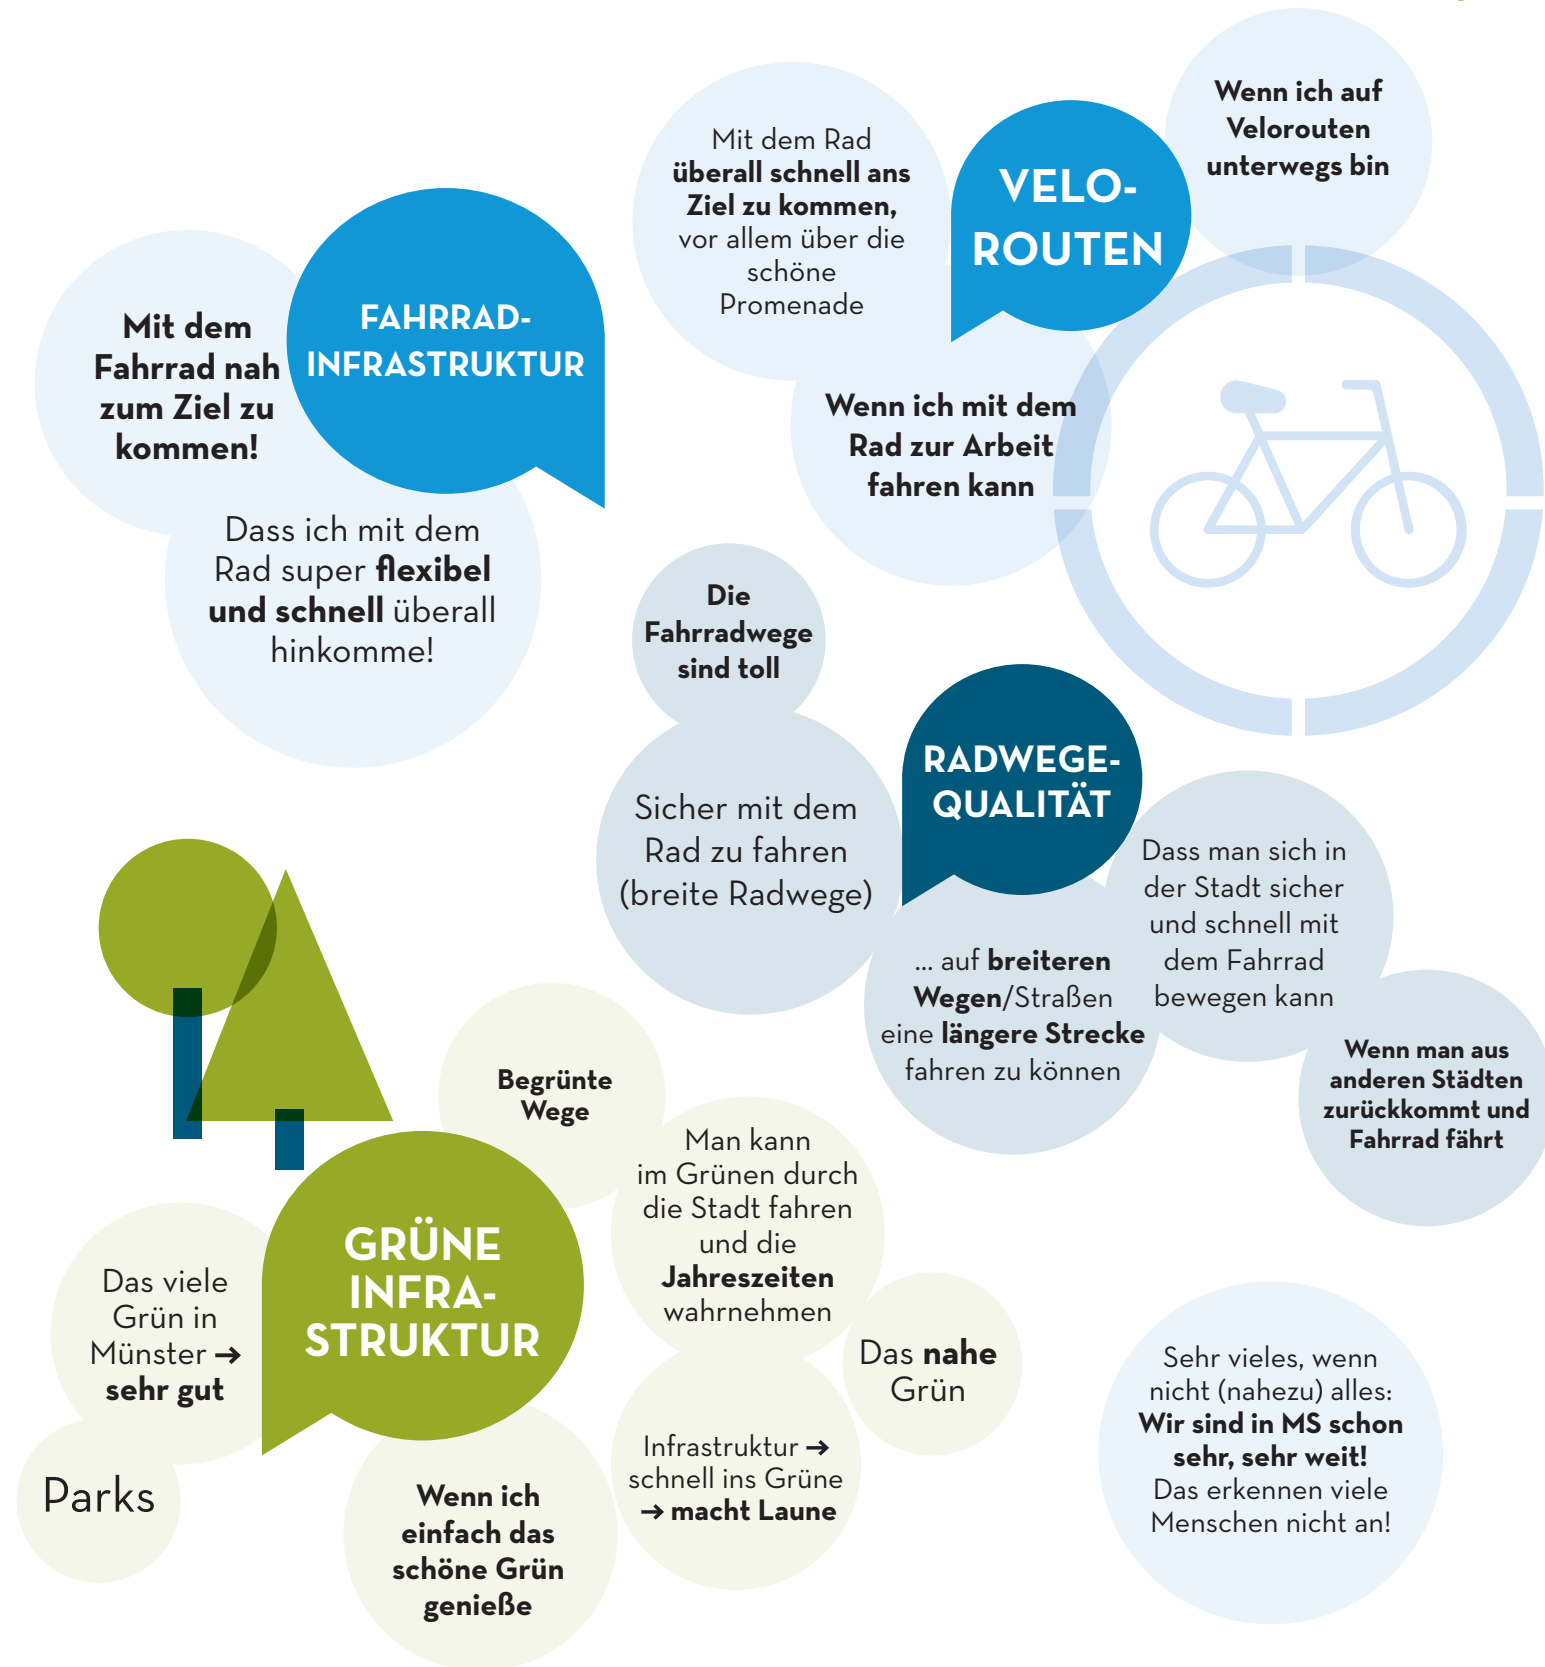 FAHRRAD-
INFRASTRUKTUR
Mit dem
Fahrrad nah
zum Ziel zu
kommen!
Dass ich mit dem
Rad super flexibel
und schnell überall
hinkomme!
VELO-
ROUTEN
Mit dem Rad
überall schnell ans
Ziel zu kommen,
vor allem über die
schöne
Promenade
Wenn ich auf
Velorouten
unterwegs bin
Wenn ich mit dem
Rad zur Arbeit
fahren kann
RADWEGE-
QUALITÄT
Die
Fahrradwege
sind toll
Sicher mit dem
Rad zu fahren
(breite Radwege)
... auf breiteren
Wegen/Straßen
eine längere Strecke
fahren zu können
Dass man sich in
der Stadt sicher
und schnell mit
dem Fahrrad
bewegen kann
Wenn man aus
anderen Städten
zurückkommt und
Fahrrad fährt
GRÜNE
INFRA-
STRUKTUR
Begrünte
Wege
Man kann
im Grünen durch
die Stadt fahren
und die
Jahreszeiten
wahrnehmen
Das viele
Grün in
Münster →
sehr gut
Das nahe
Grün
Parks
Wenn ich
einfach das
schöne Grün
genieße
Infrastruktur →
schnell ins Grüne
→ macht Laune
Sehr vieles, wenn
nicht (nahezu) alles:
Wir sind in MS schon
sehr, sehr weit!
Das erkennen viele
Menschen nicht an!